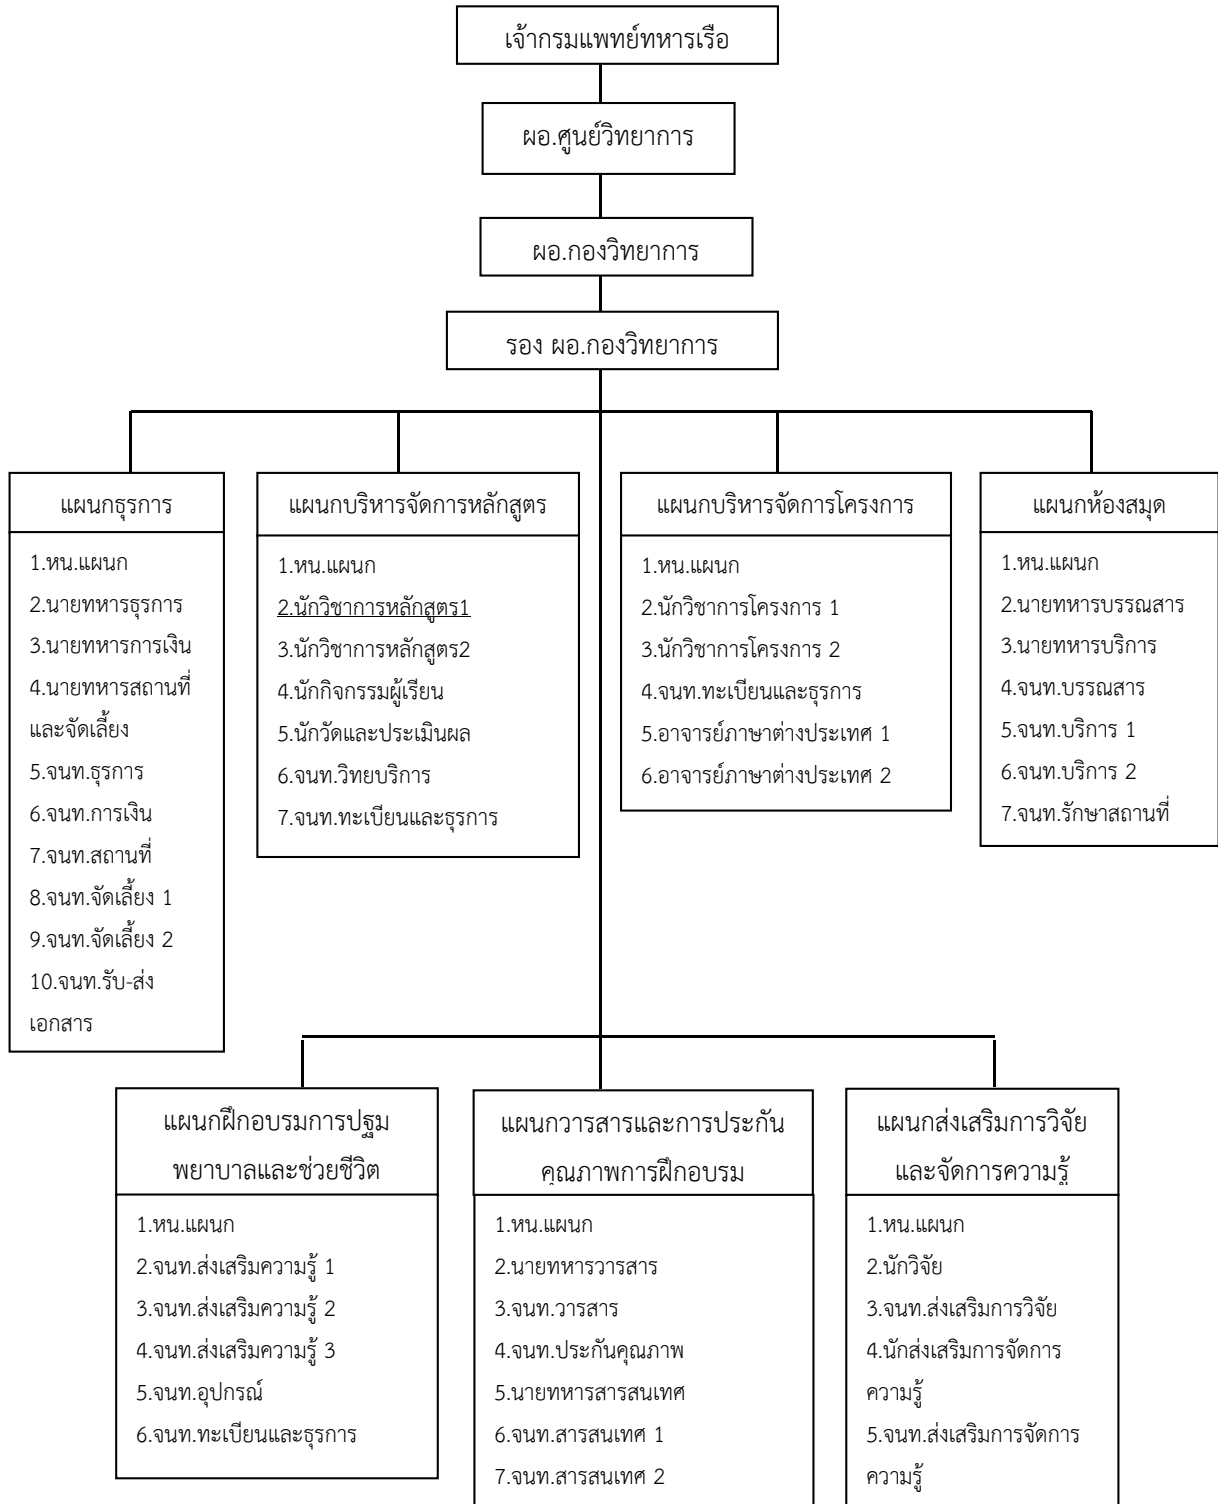 เจ้ากรมแพทย์ทหารเรือ
ผอ.ศูนย์วิทยาการ
ผอ.กองวิทยาการ
รอง ผอ.กองวิทยาการ
แผนกธุรการ
1.หน.แผนก
2.นายทหารธุรการ
3.นายทหารการเงิน
4.นายทหารสถานที่
และจัดเลี้ยง
5.จนท.ธุรการ
6.จนท.การเงิน
7.จนท.สถานที่
8.จนท.จัดเลี้ยง 1
9.จนท.จัดเลี้ยง 2
10.จนท.รับ-ส่ง
เอกสาร
แผนกบริหารจัดการหลักสูตร
1.หน.แผนก
2.นักวิชาการหลักสูตร1
3.นักวิชาการหลักสูตร2
4.นักกิจกรรมผู้เรียน
5.นักวัดและประเมินผล
6.จนท.วิทยบริการ
7.จนท.ทะเบียนและธุรการ
แผนกบริหารจัดการโครงการ
1.หน.แผนก
2.นักวิชาการโครงการ 1
3.นักวิชาการโครงการ 2
4.จนท.ทะเบียนและธุรการ
5.อาจารย์ภาษาต่างประเทศ 1
6.อาจารย์ภาษาต่างประเทศ 2
แผนกห้องสมุด
1.หน.แผนก
2.นายทหารบรรณสาร
3.นายทหารบริการ
4.จนท.บรรณสาร
5.จนท.บริการ 1
6.จนท.บริการ 2
7.จนท.รักษาสถานที่
แผนกฝึกอบรมการปฐม
พยาบาลและช่วยชีวิต
1.หน.แผนก
2.จนท.ส่งเสริมความรู้ 1
3.จนท.ส่งเสริมความรู้ 2
4.จนท.ส่งเสริมความรู้ 3
5.จนท.อุปกรณ์
6.จนท.ทะเบียนและธุรการ
แผนกวารสารและการประกัน
คุณภาพการฝึกอบรม
1.หน.แผนก
2.นายทหารวารสาร
3.จนท.วารสาร
4.จนท.ประกันคุณภาพ
5.นายทหารสารสนเทศ
6.จนท.สารสนเทศ 1
7.จนท.สารสนเทศ 2
แผนกส่งเสริมการวิจัย
และจัดการความรู้
1.หน.แผนก
2.นักวิจัย
3.จนท.ส่งเสริมการวิจัย
4.นักส่งเสริมการจัดการ
ความรู้
5.จนท.ส่งเสริมการจัดการ
ความรู้